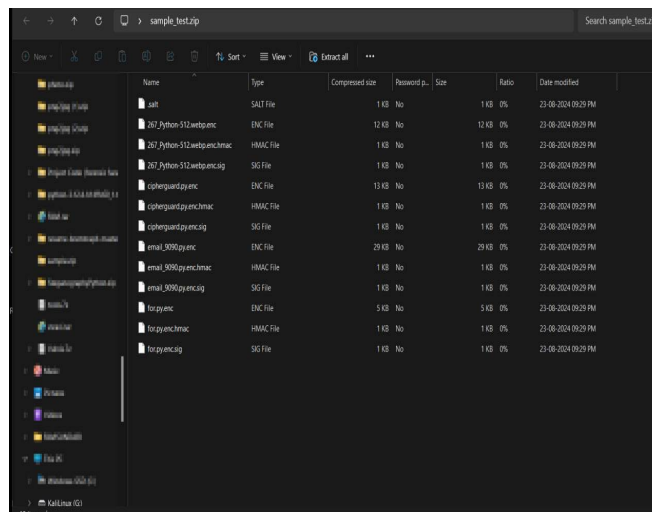 sample_test.zip
Search sample_test.z
New
Sort
View
Extract all
Name Type Compressed size Password p... Size Ratio Date modified
.salt SALT File 1 KB No 1 KB 0% 23-08-2024 09:29 PM
267_Python-512.webp.enc ENC File 12 KB No 12 KB 0% 23-08-2024 09:29 PM
267_Python-512.webp.enc.hmac HMAC File 1 KB No 1 KB 0% 23-08-2024 09:29 PM
267_Python-512.webp.enc.sig SIG File 1 KB No 1 KB 0% 23-08-2024 09:29 PM
cipherguard.py.enc ENC File 13 KB No 13 KB 0% 23-08-2024 09:29 PM
cipherguard.py.enc.hmac HMAC File 1 KB No 1 KB 0% 23-08-2024 09:29 PM
cipherguard.py.enc.sig SIG File 1 KB No 1 KB 0% 23-08-2024 09:29 PM
email_9090.py.enc ENC File 29 KB No 29 KB 0% 23-08-2024 09:29 PM
email_9090.py.enc.hmac HMAC File 1 KB No 1 KB 0% 23-08-2024 09:29 PM
email_9090.py.enc.sig SIG File 1 KB No 1 KB 0% 23-08-2024 09:29 PM
for.py.enc ENC File 5 KB No 5 KB 0% 23-08-2024 09:29 PM
for.py.enc.hmac HMAC File 1 KB No 1 KB 0% 23-08-2024 09:29 PM
for.py.enc.sig SIG File 1 KB No 1 KB 0% 23-08-2024 09:29 PM
KaliLinux (G:)